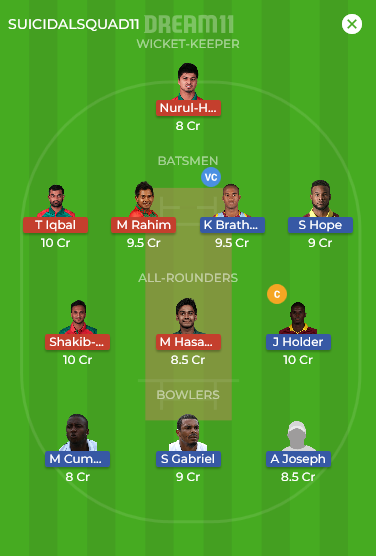 SUICIDALSQUAD11 DREAM11
WICKET-KEEPER
Nurul-H...
8 Cr
BATSMEN
VC
T Iqbal M Rahim K Brath... S Hope
10 Cr 9.5 Cr 9.5 Cr 9 Cr
ALL-ROUNDERS
C
Shakib-... M Hasa... J Holder
10 Cr 8.5 Cr 10 Cr
BOWLERS
M Cum... S Gabriel A Joseph
8 Cr 9 Cr 8.5 Cr